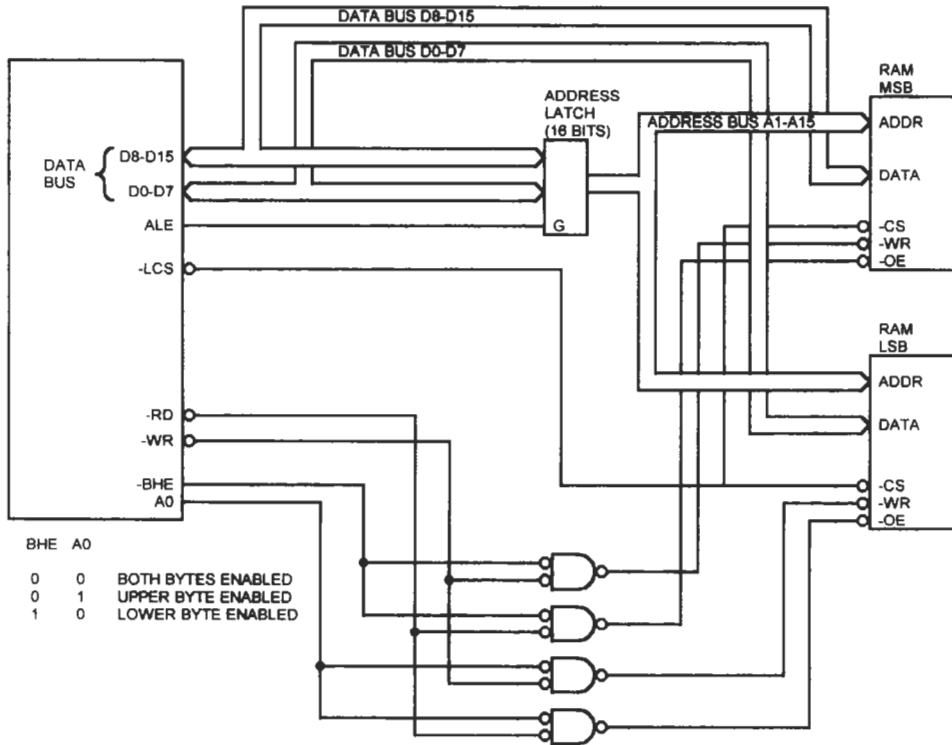 DATA BUS D8-D15
DATA BUS D0-D7
RAM
MSB
ADDRESS
LATCH
(16 BITS)
ADDRESS BUS A1-A15
ADDR
DATA
BUS
D8-D15
D0-D7
DATA
ALE
G
-CS
-WR
-OE
-LCS
RAM
LSB
ADDR
-RD
DATA
-WR
-BHE
-CS
A0
-WR
-OE
BHE A0
0 0 BOTH BYTES ENABLED
0 1 UPPER BYTE ENABLED
1 0 LOWER BYTE ENABLED